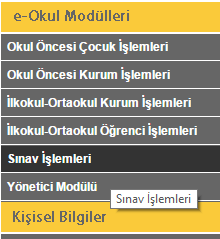 e-Okul Modülleri
Okul Öncesi Çocuk İşlemleri
Okul Öncesi Kurum İşlemleri
İlkokul-Ortaokul Kurum İşlemleri
İlkokul-Ortaokul Öğrenci İşlemleri
Sınav İşlemleri
Yönetici Modülü
Sınav İşlemleri
Kişisel Bilgiler